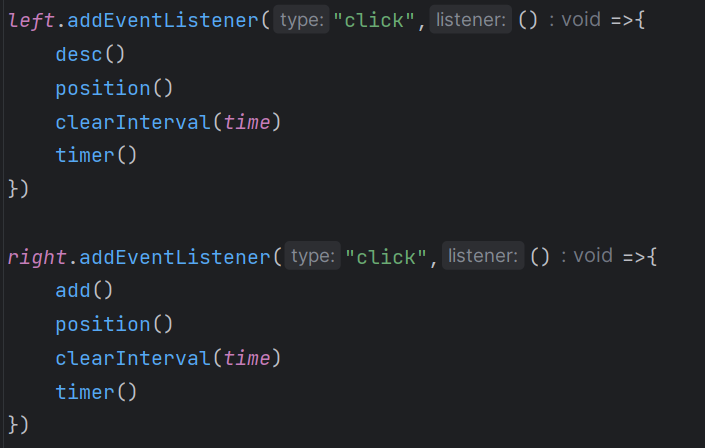 left.addEventListener( type: "click", listener: () : void =>{
    desc()
    position()
    clearInterval(time)
    timer()
})

right.addEventListener( type: "click", listener: () : void =>{
    add()
    position()
    clearInterval(time)
    timer()
})